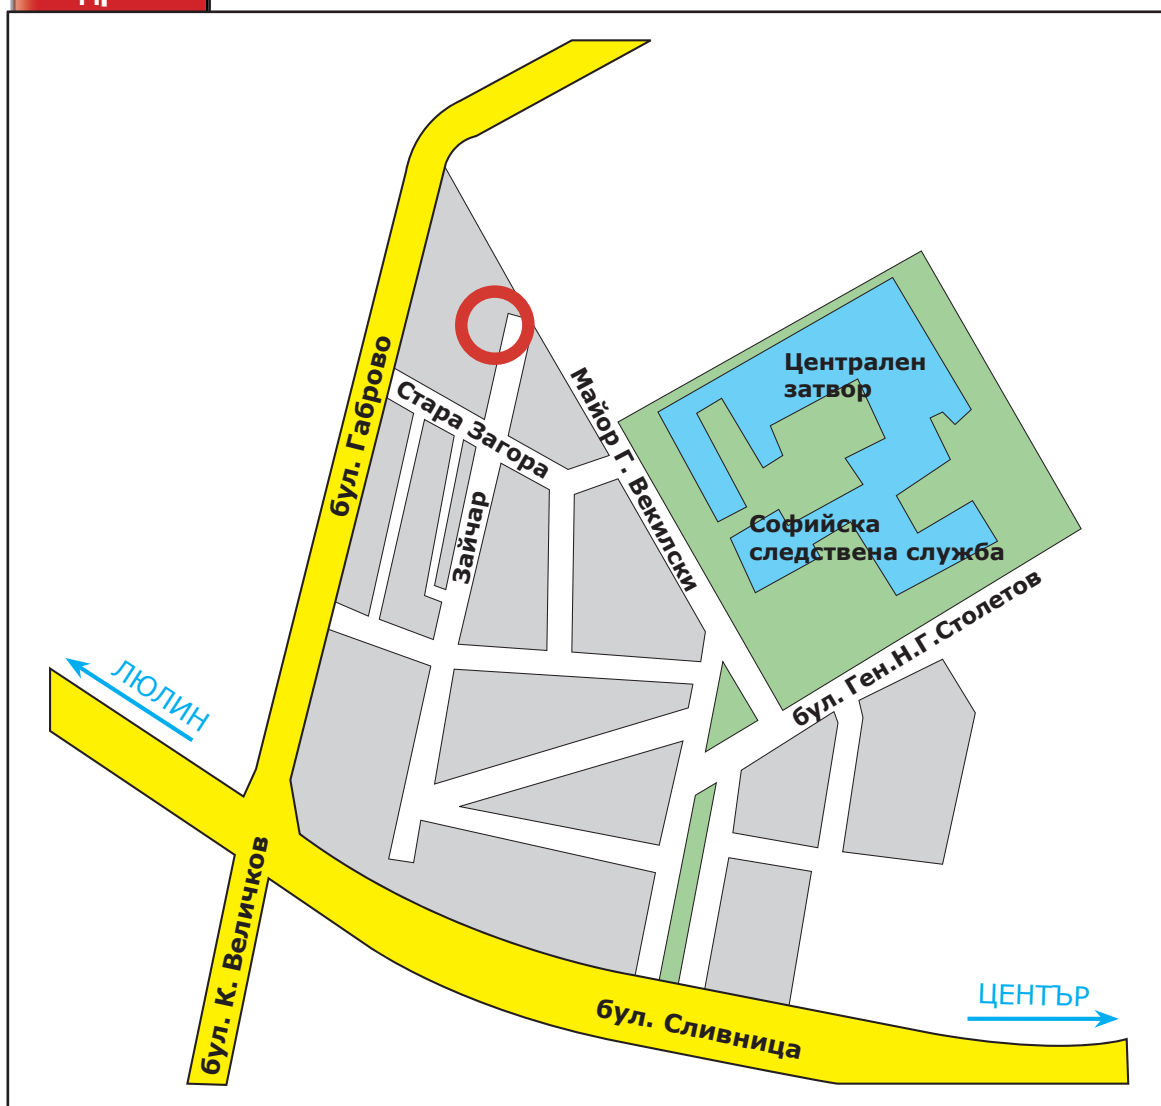 бул. Габрово
Стара Загора
Зайчар
Майор Г. Векилски
Централен
затвор
Софийска
следствена служба
бул. Ген.Н.Г.Столетов
ЛЮЛИН
бул. К. Величков
бул. Сливница
ЦЕНТЪР